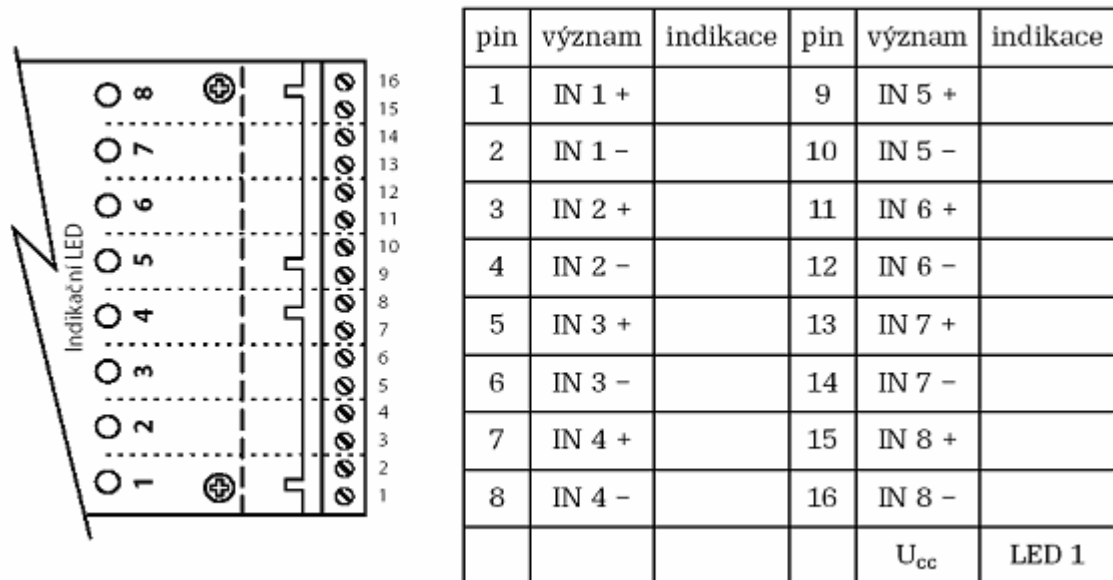 Indikační LED
8
7
6
5
4
3
2
1
16
15
14
13
12
11
10
9
8
7
6
5
4
3
2
1
pin význam indikace pin význam indikace
1 IN 1 + 9 IN 5 +
2 IN 1 − 10 IN 5 −
3 IN 2 + 11 IN 6 +
4 IN 2 − 12 IN 6 −
5 IN 3 + 13 IN 7 +
6 IN 3 − 14 IN 7 −
7 IN 4 + 15 IN 8 +
8 IN 4 − 16 IN 8 −
Ucc LED 1